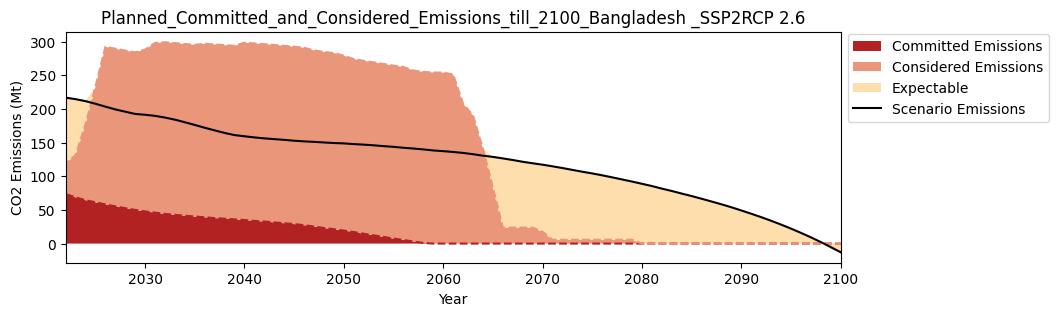 Planned_Committed_and_Considered_Emissions_till_2100_Bangladesh _SSP2RCP 2.6
CO2 Emissions (Mt)
300
250
200
150
100
50
0
2030 2040 2050 2060 2070 2080 2090 2100
Year
Committed Emissions
Considered Emissions
Expectable
Scenario Emissions